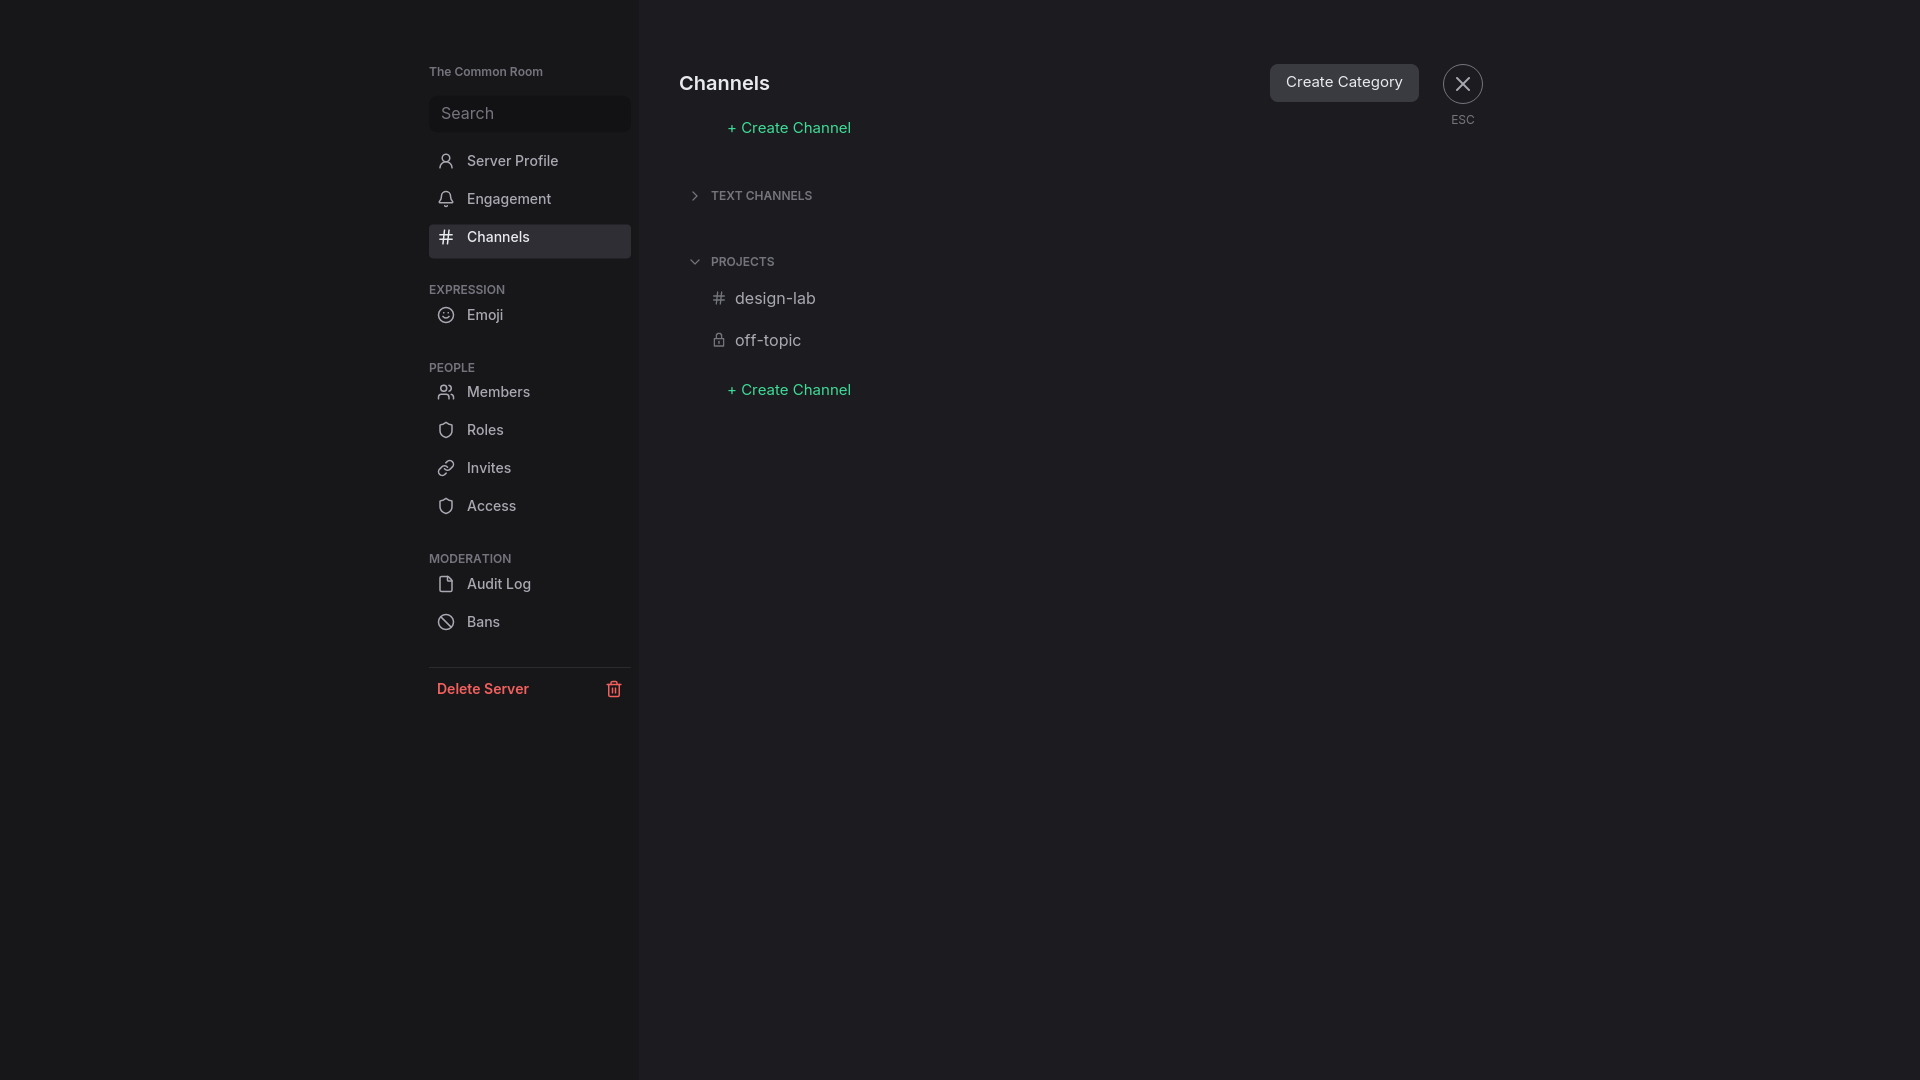 The Common Room
Search
Server Profile
Engagement
Channels
EXPRESSION
Emoji
PEOPLE
Members
Roles
Invites
Access
MODERATION
Audit Log
Bans
Delete Server
Channels
Create Category
ESC
+ Create Channel
TEXT CHANNELS
PROJECTS
design-lab
off-topic
+ Create Channel